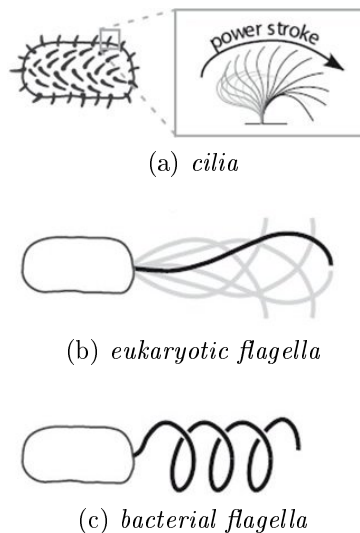 power stroke
(a) cilia
(b) eukaryotic flagella
(c) bacterial flagella